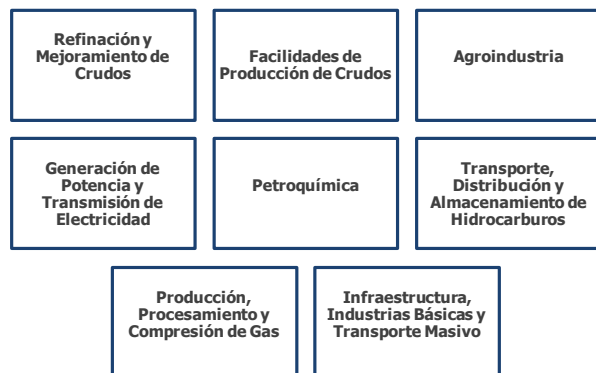 Refinación y
Mejoramiento de
Crudos
Facilidades de
Producción de Crudos
Agroindustria
Generación de
Potencia y
Transmisión de
Electricidad
Petroquímica
Transporte,
Distribución y
Almacenamiento de
Hidrocarburos
Producción,
Procesamiento y
Compresión de Gas
Infraestructura,
Industrias Básicas y
Transporte Masivo